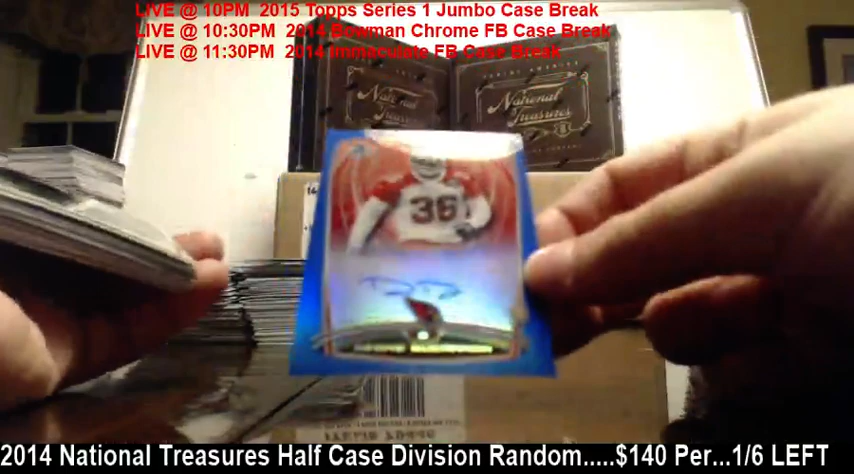 LIVE @ 10PM  2015 Topps Series 1 Jumbo Case Break
LIVE @ 10:30PM  2014 Bowman Chrome FB Case Break
LIVE @ 11:30PM  2014 Immaculate FB Case Break
National
Treasures
National
Treasures
36
2014 National Treasures Half Case Division Random.....$140 Per...1/6 LEFT